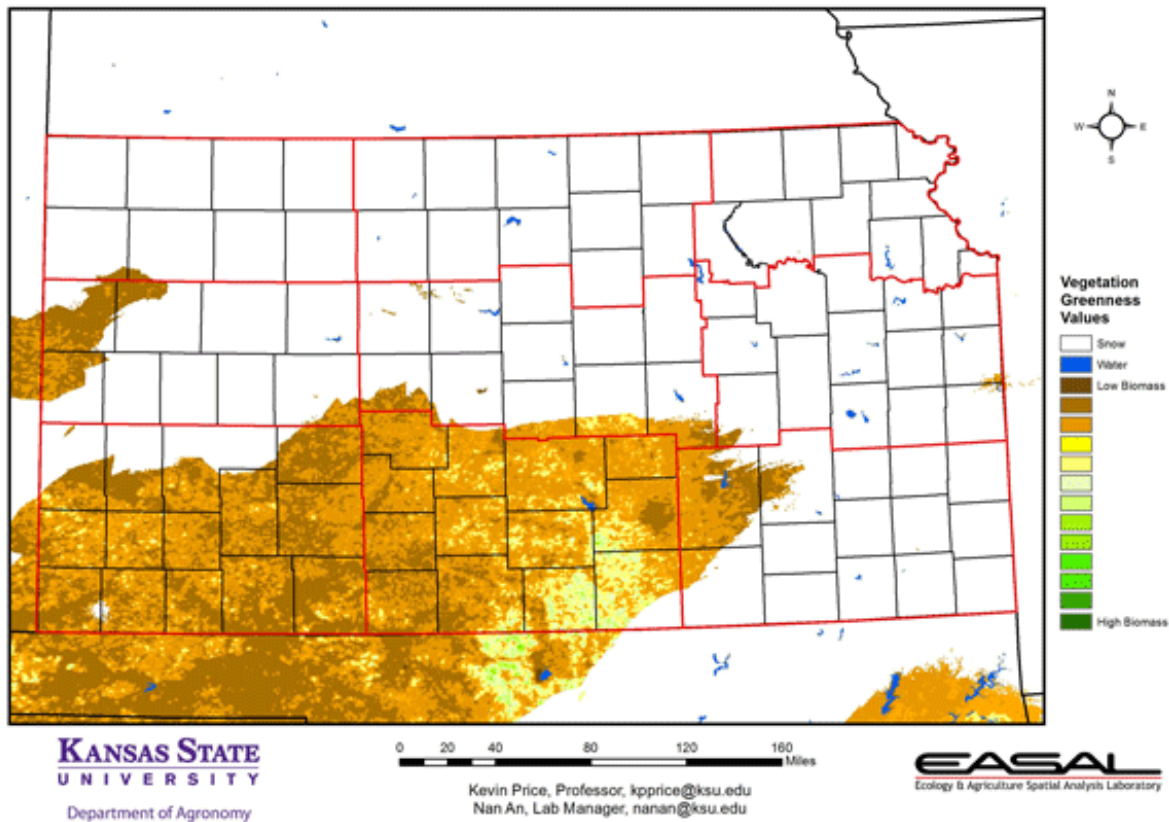 N
W
E
S
Vegetation
Greenness
Values
Snow
Water
Low Biomass
High Biomass
KANSAS STATE
UNIVERSITY
Department of Agronomy
0 20 40 80 120 160
Miles
Kevin Price, Professor, kpprice@ksu.edu
Nan An, Lab Manager, nanan@ksu.edu
EASAL
Ecology & Agriculture Spatial Analysis Laboratory